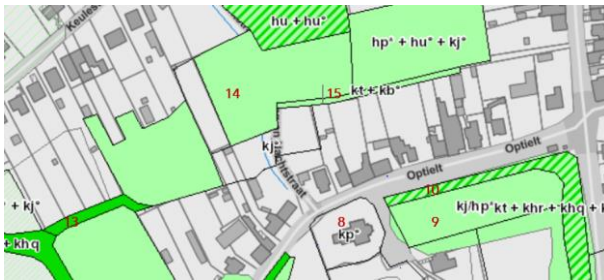 hu + hu°
Keulese
hp° + hu° + kj°
14
15
kt + kb°
kj
Optielt
Optielt
10
+ kj°
13
8
kj/hp°kt + khr + khq + k
9
+ khq
kp°